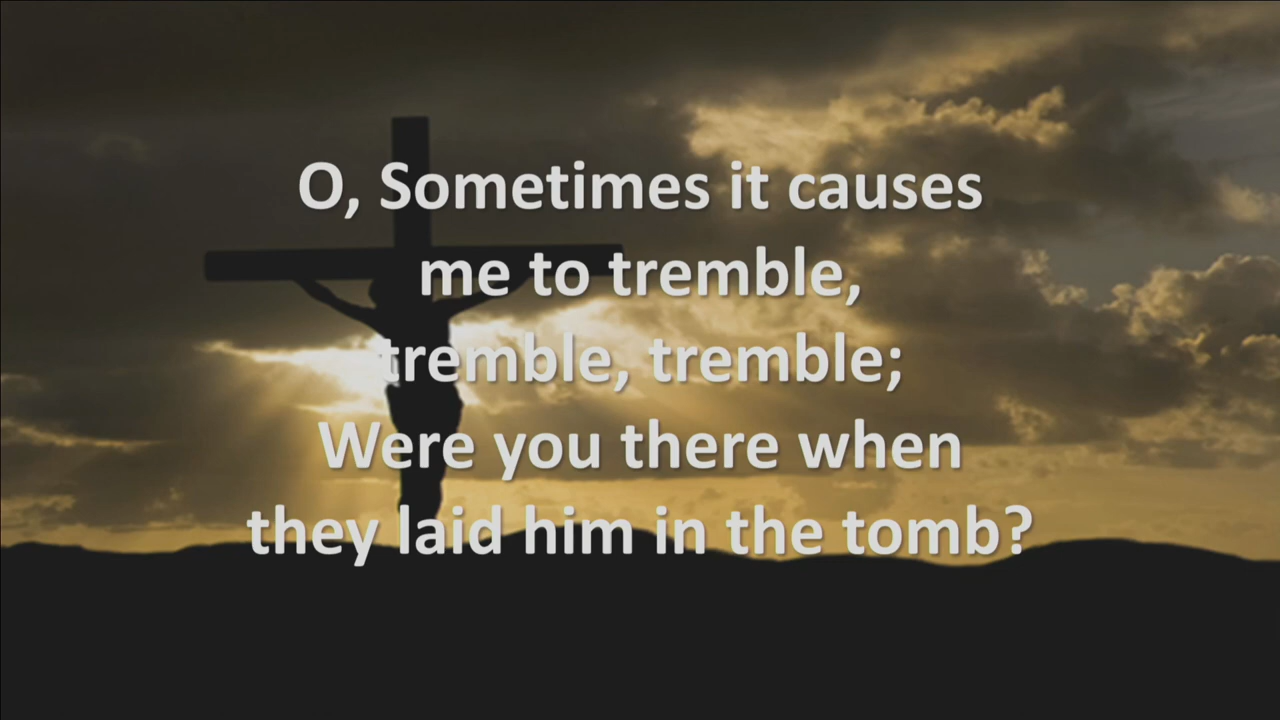 O, Sometimes it causes
me to tremble,
tremble, tremble;
Were you there when
they laid him in the tomb?